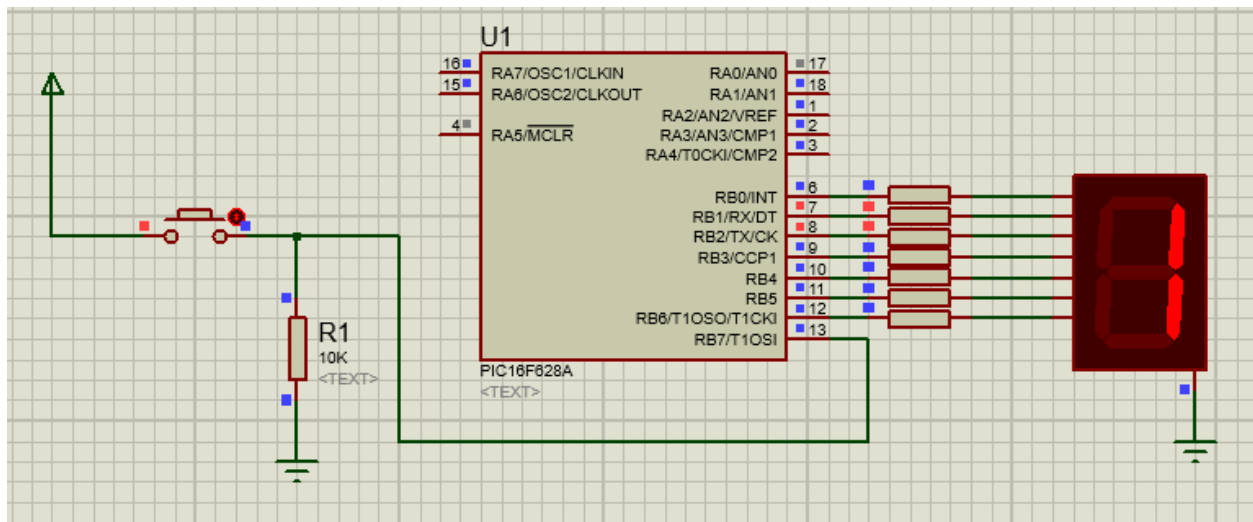 U1
16 RA7/OSC1/CLKIN RA0/AN0 17
15 RA6/OSC2/CLKOUT RA1/AN1 18
RA2/AN2/VREF 1
4 RA5/MCLR RA3/AN3/CMP1 2
RA4/T0CKI/CMP2 3
RB0/INT 6
RB1/RX/DT 7
RB2/TX/CK 8
RB3/CCP1 9
RB4 10
RB5 11
RB6/T1OSO/T1CKI 12
RB7/T1OSI 13
PIC16F628A
<TEXT>
R1
10K
<TEXT>
1